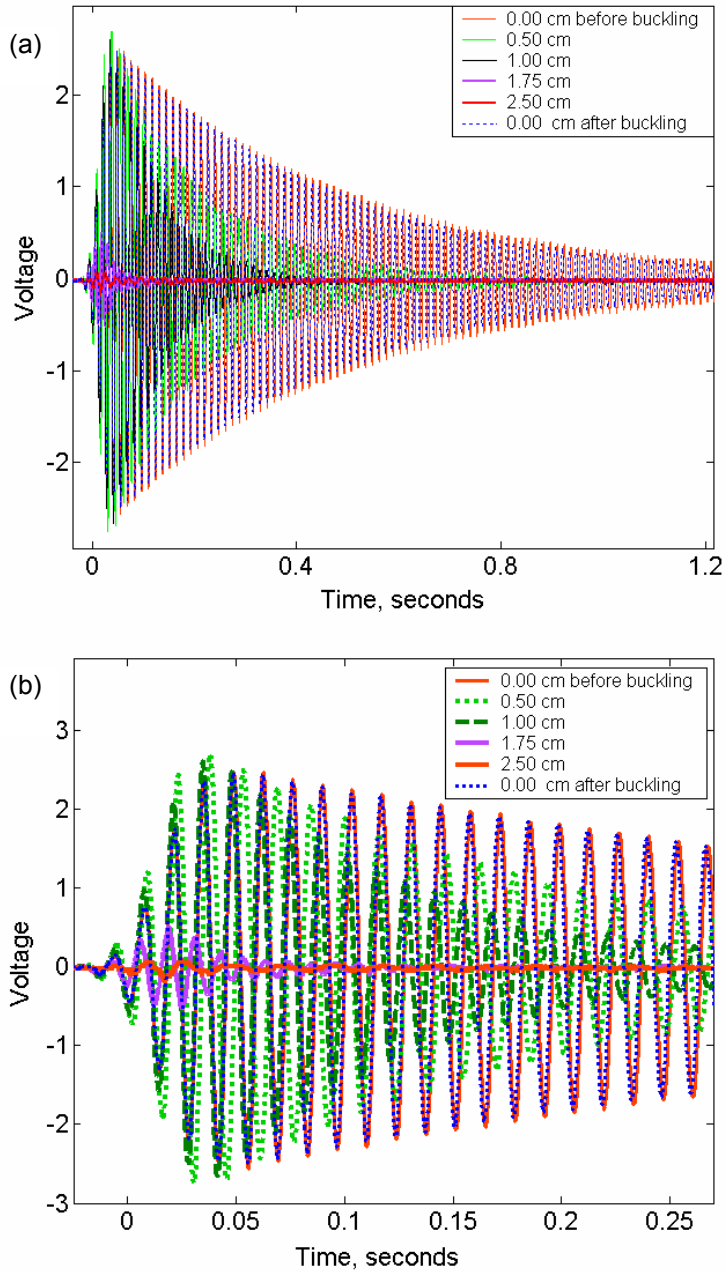 (a)
0.00 cm before buckling
0.50 cm
1.00 cm
1.75 cm
2.50 cm
0.00 cm after buckling
2
1
0
-1
-2
Voltage
0 0.4 0.8 1.2
Time, seconds
(b)
0.00 cm before buckling
0.50 cm
1.00 cm
1.75 cm
2.50 cm
0.00 cm after buckling
3
2
1
0
-1
-2
-3
Voltage
0 0.05 0.1 0.15 0.2 0.25
Time, seconds